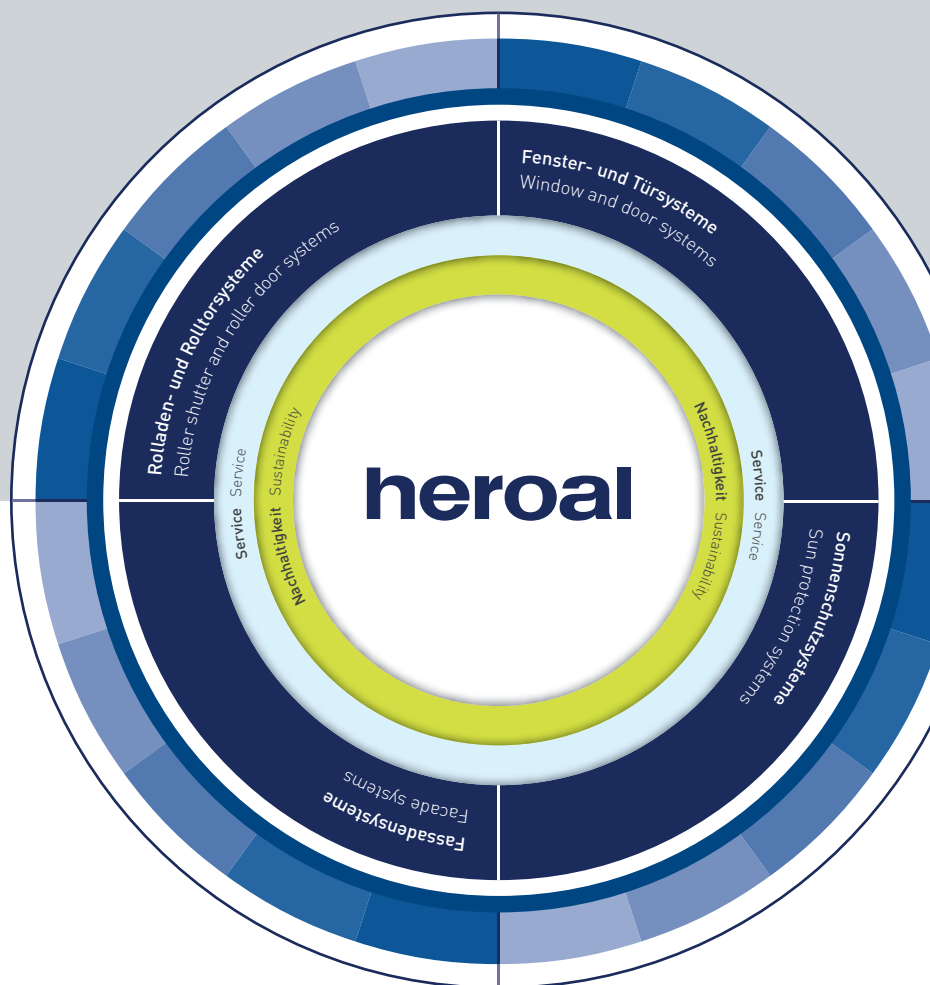 Fenster- und Türsysteme
Window and door systems
Rolladen- und Rolltorsysteme
Roller shutter and roller door systems
Service Service
Nachhaltigkeit Sustainability
heroal
Nachhaltigkeit Sustainability
Service Service
Sonnenschutzsysteme
Sun protection systems
Fassadensysteme
Facade systems